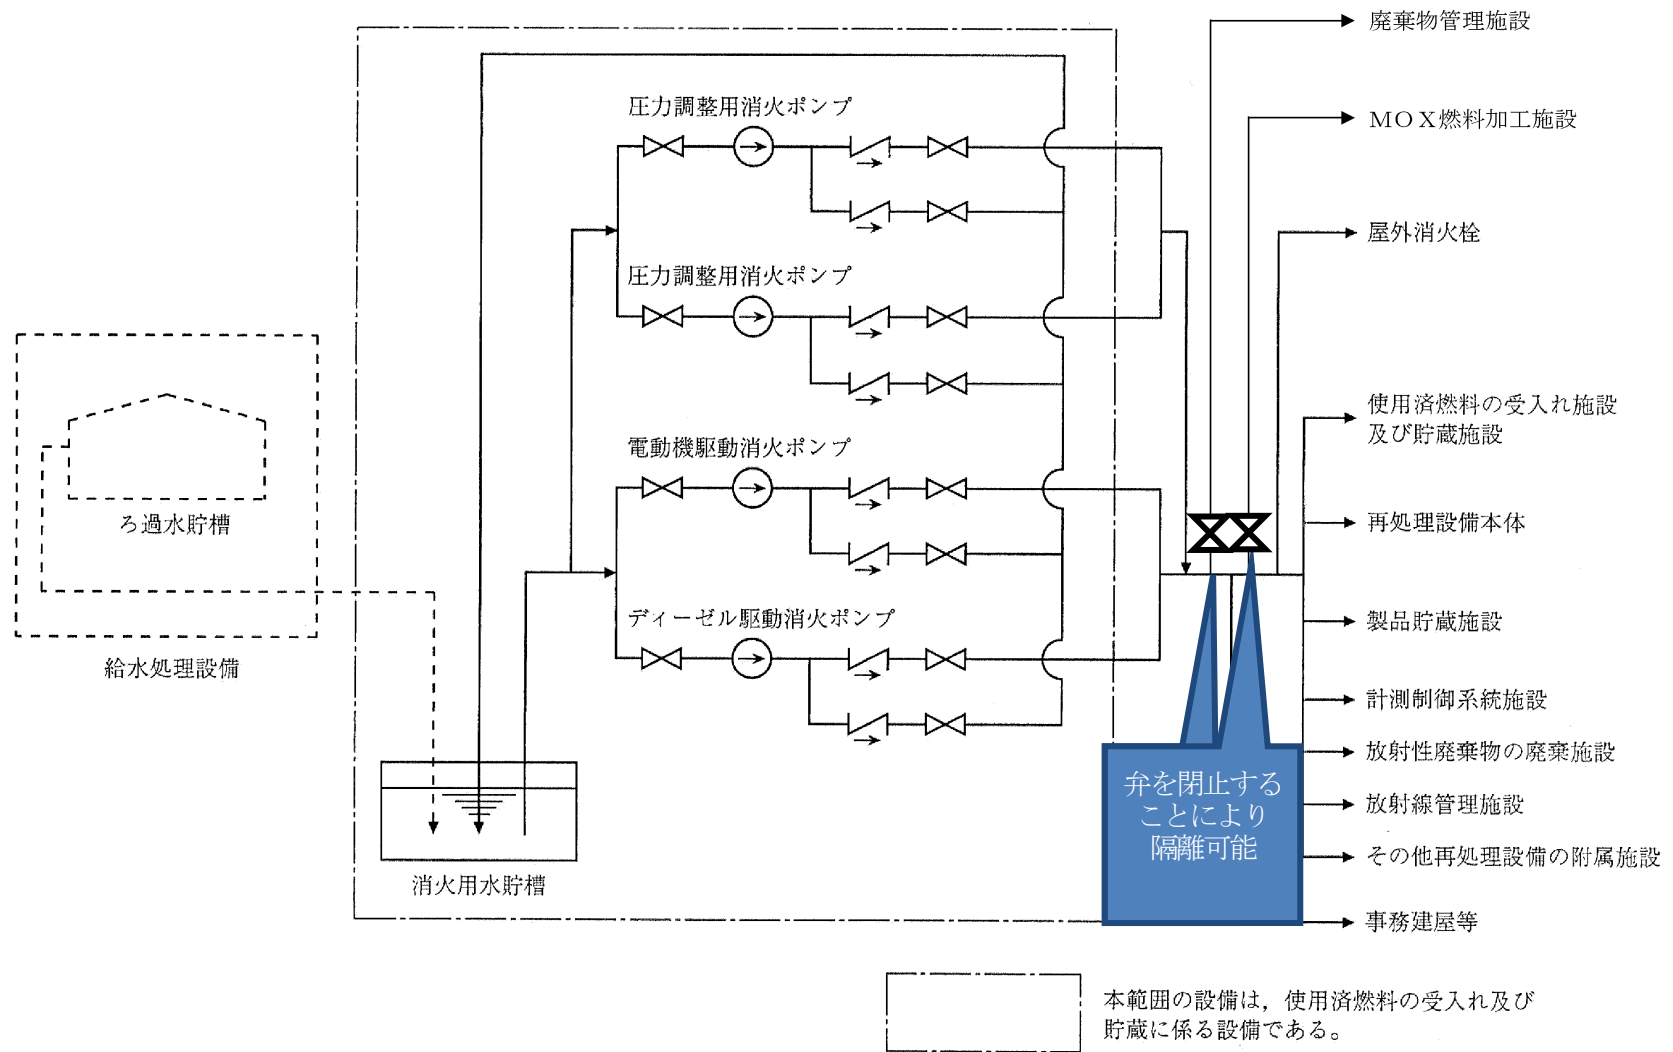 廃棄物管理施設
ＭＯＸ燃料加工施設
屋外消火栓
圧力調整用消火ポンプ
圧力調整用消火ポンプ
電動機駆動消火ポンプ
ディーゼル駆動消火ポンプ
ろ過水貯槽
給水処理設備
消火用水貯槽
使用済燃料の受入れ施設
及び貯蔵施設
再処理設備本体
製品貯蔵施設
計測制御系統施設
放射性廃棄物の廃棄施設
放射線管理施設
その他再処理設備の附属施設
事務建屋等
弁を閉止する
ことにより
隔離可能
本範囲の設備は，使用済燃料の受入れ及び
貯蔵に係る設備である。